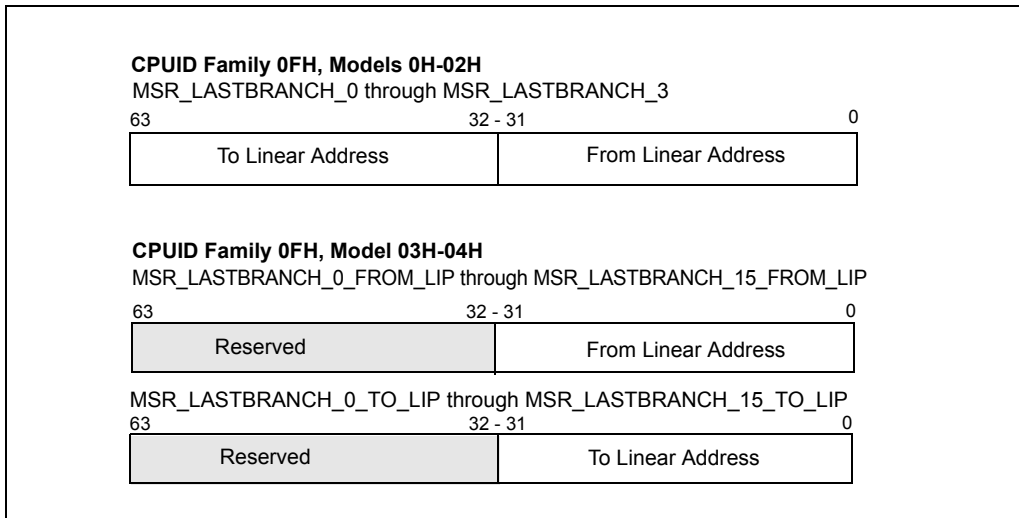 CPUID Family 0FH, Models 0H-02H
MSR_LASTBRANCH_0 through MSR_LASTBRANCH_3
63 32 - 31 0
To Linear Address From Linear Address
CPUID Family 0FH, Model 03H-04H
MSR_LASTBRANCH_0_FROM_LIP through MSR_LASTBRANCH_15_FROM_LIP
63 32 - 31 0
Reserved From Linear Address
MSR_LASTBRANCH_0_TO_LIP through MSR_LASTBRANCH_15_TO_LIP
63 32 - 31 0
Reserved To Linear Address